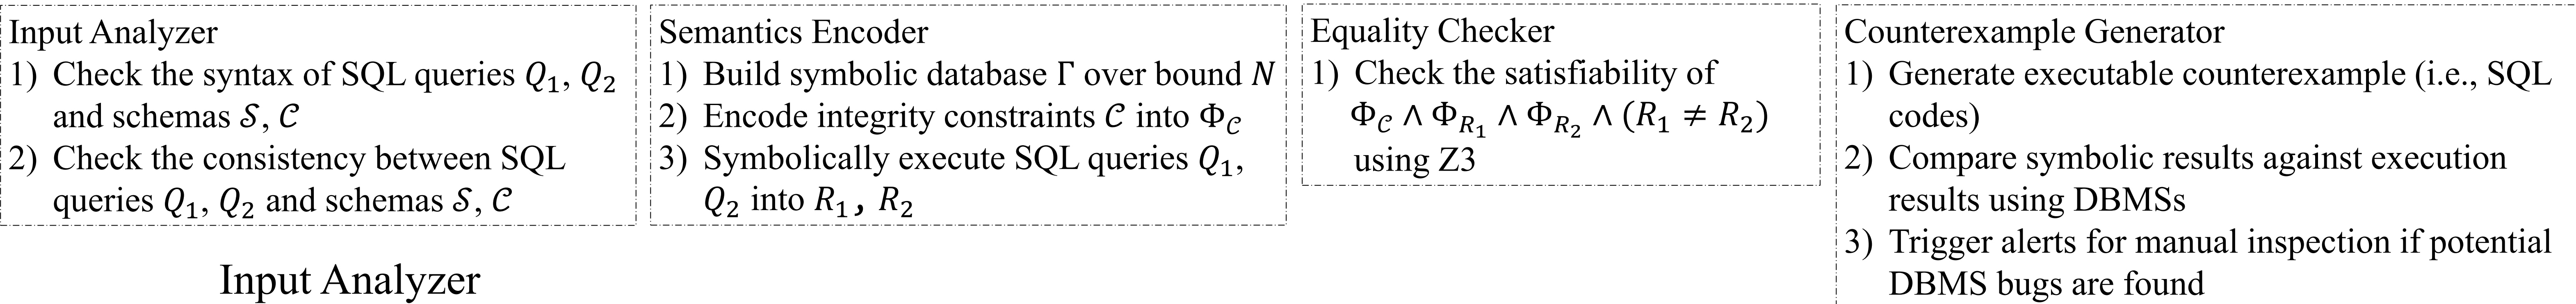 Input Analyzer
1) Check the syntax of SQL queries 𝑄₁, 𝑄₂
and schemas 𝒮, 𝒞
2) Check the consistency between SQL
queries 𝑄₁, 𝑄₂ and schemas 𝒮, 𝒞
Input Analyzer
Semantics Encoder
1) Build symbolic database Γ over bound 𝑁
2) Encode integrity constraints 𝒞 into Φ_𝒞
3) Symbolically execute SQL queries 𝑄₁,
𝑄₂ into 𝑅₁, 𝑅₂
Equality Checker
1) Check the satisfiability of
Φ_𝒞 ∧ Φ_𝑅₁ ∧ Φ_𝑅₂ ∧ (𝑅₁ ≠ 𝑅₂)
using Z3
Counterexample Generator
1) Generate executable counterexample (i.e., SQL
codes)
2) Compare symbolic results against execution
results using DBMSs
3) Trigger alerts for manual inspection if potential
DBMS bugs are found